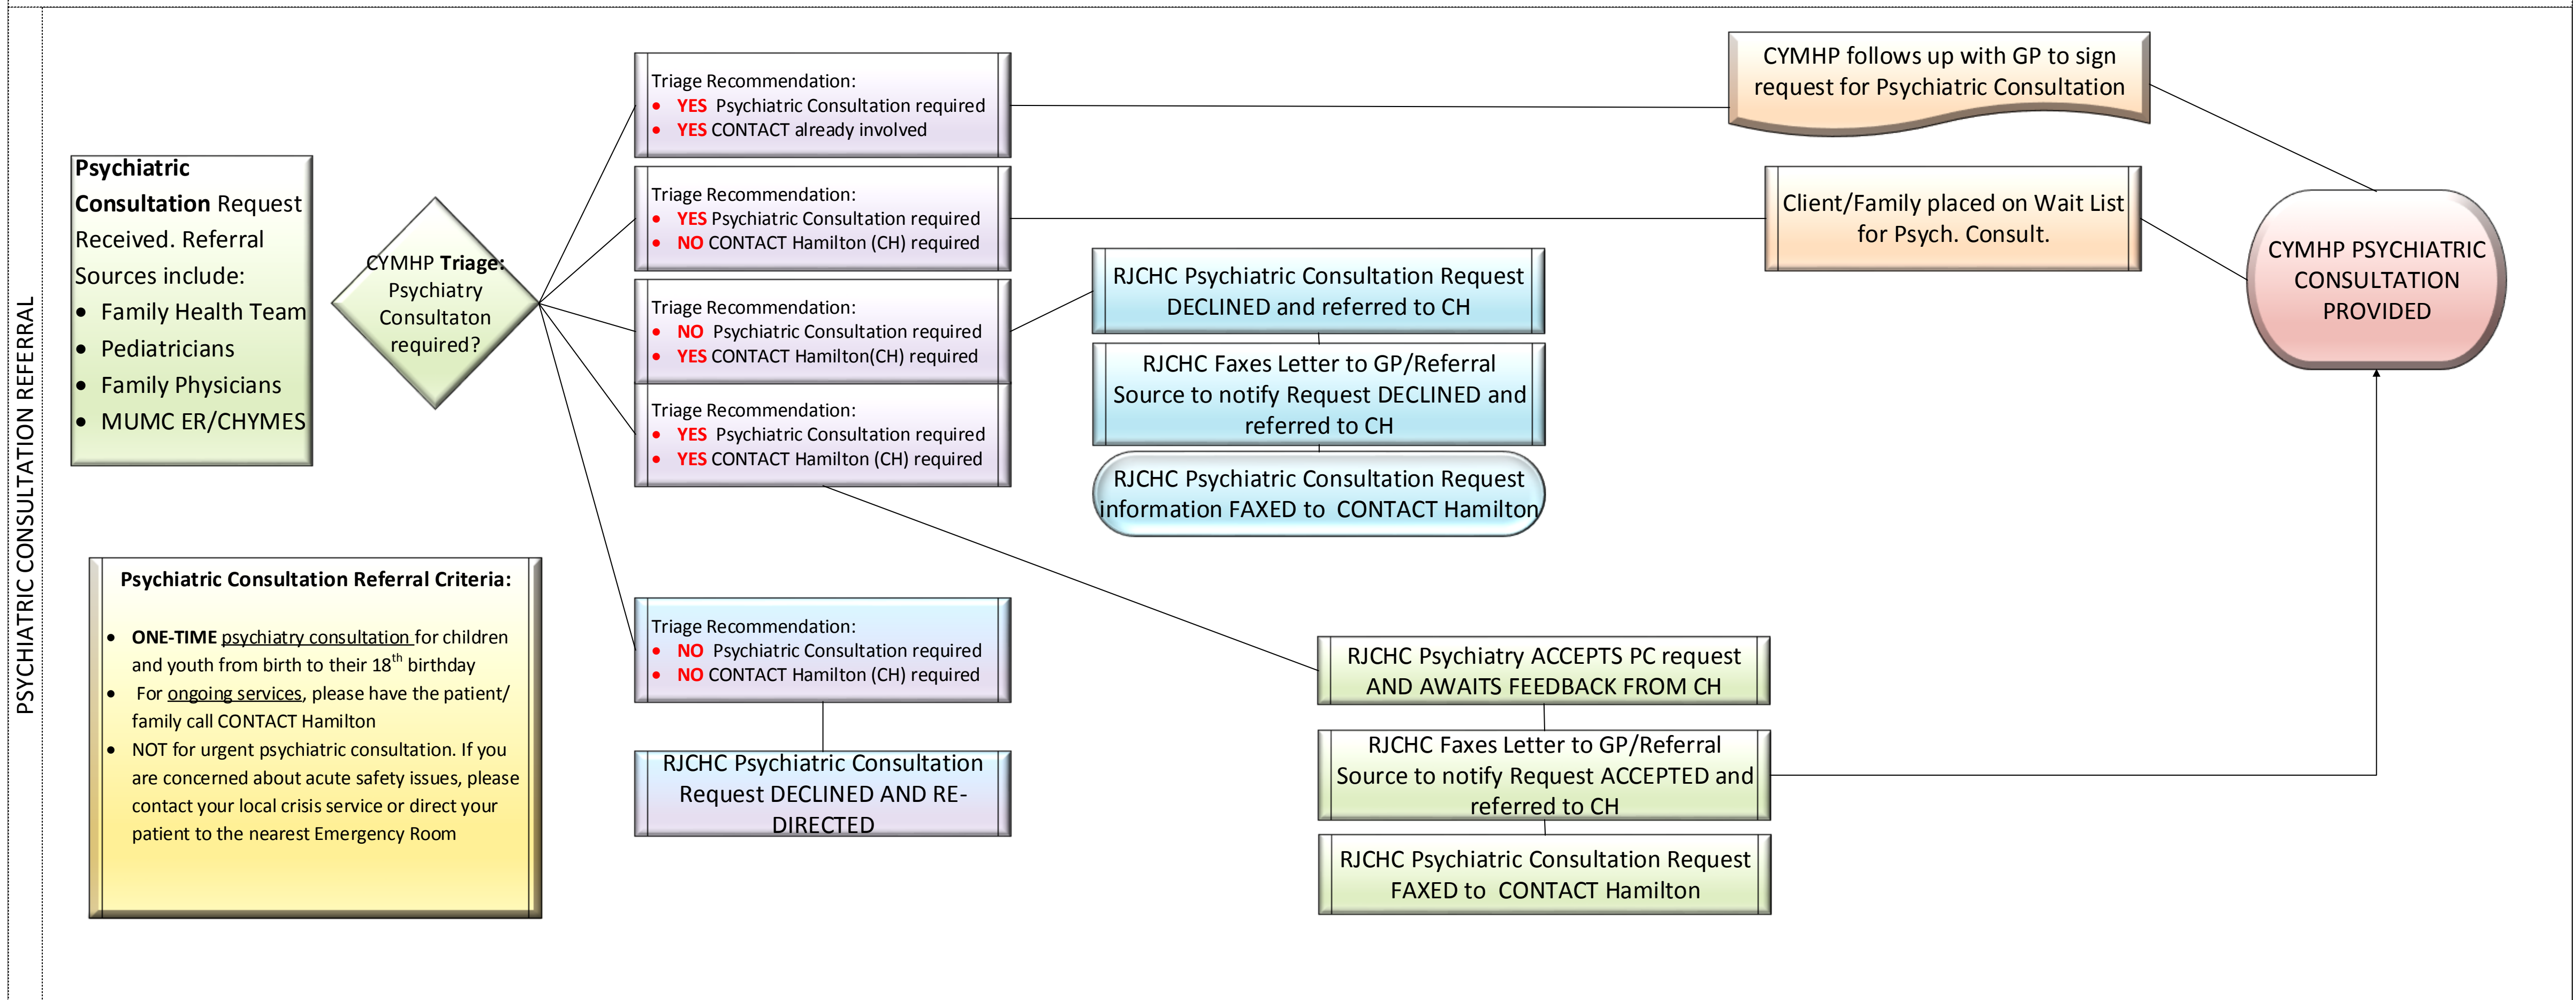 PSYCHIATRIC CONSULTATION REFERRAL
Psychiatric
Consultation Request
Received. Referral
Sources include:
• Family Health Team
• Pediatricians
• Family Physicians
• MUMC ER/CHYMES
CYMHP Triage:
Psychiatry
Consultaton
required?
Triage Recommendation:
• YES Psychiatric Consultation required
• YES CONTACT already involved
Triage Recommendation:
• YES Psychiatric Consultation required
• NO CONTACT Hamilton (CH) required
Triage Recommendation:
• NO Psychiatric Consultation required
• YES CONTACT Hamilton(CH) required
Triage Recommendation:
• YES Psychiatric Consultation required
• YES CONTACT Hamilton (CH) required
Triage Recommendation:
• NO Psychiatric Consultation required
• NO CONTACT Hamilton (CH) required
RJCHC Psychiatric Consultation
Request DECLINED AND RE-
DIRECTED
RJCHC Psychiatric Consultation Request
DECLINED and referred to CH
RJCHC Faxes Letter to GP/Referral
Source to notify Request DECLINED and
referred to CH
RJCHC Psychiatric Consultation Request
information FAXED to CONTACT Hamilton
CYMHP follows up with GP to sign
request for Psychiatric Consultation
Client/Family placed on Wait List
for Psych. Consult.
CYMHP PSYCHIATRIC
CONSULTATION
PROVIDED
RJCHC Psychiatry ACCEPTS PC request
AND AWAITS FEEDBACK FROM CH
RJCHC Faxes Letter to GP/Referral
Source to notify Request ACCEPTED and
referred to CH
RJCHC Psychiatric Consultation Request
FAXED to CONTACT Hamilton
Psychiatric Consultation Referral Criteria:
• ONE-TIME psychiatry consultation for children
and youth from birth to their 18th birthday
• For ongoing services, please have the patient/
family call CONTACT Hamilton
• NOT for urgent psychiatric consultation. If you
are concerned about acute safety issues, please
contact your local crisis service or direct your
patient to the nearest Emergency Room